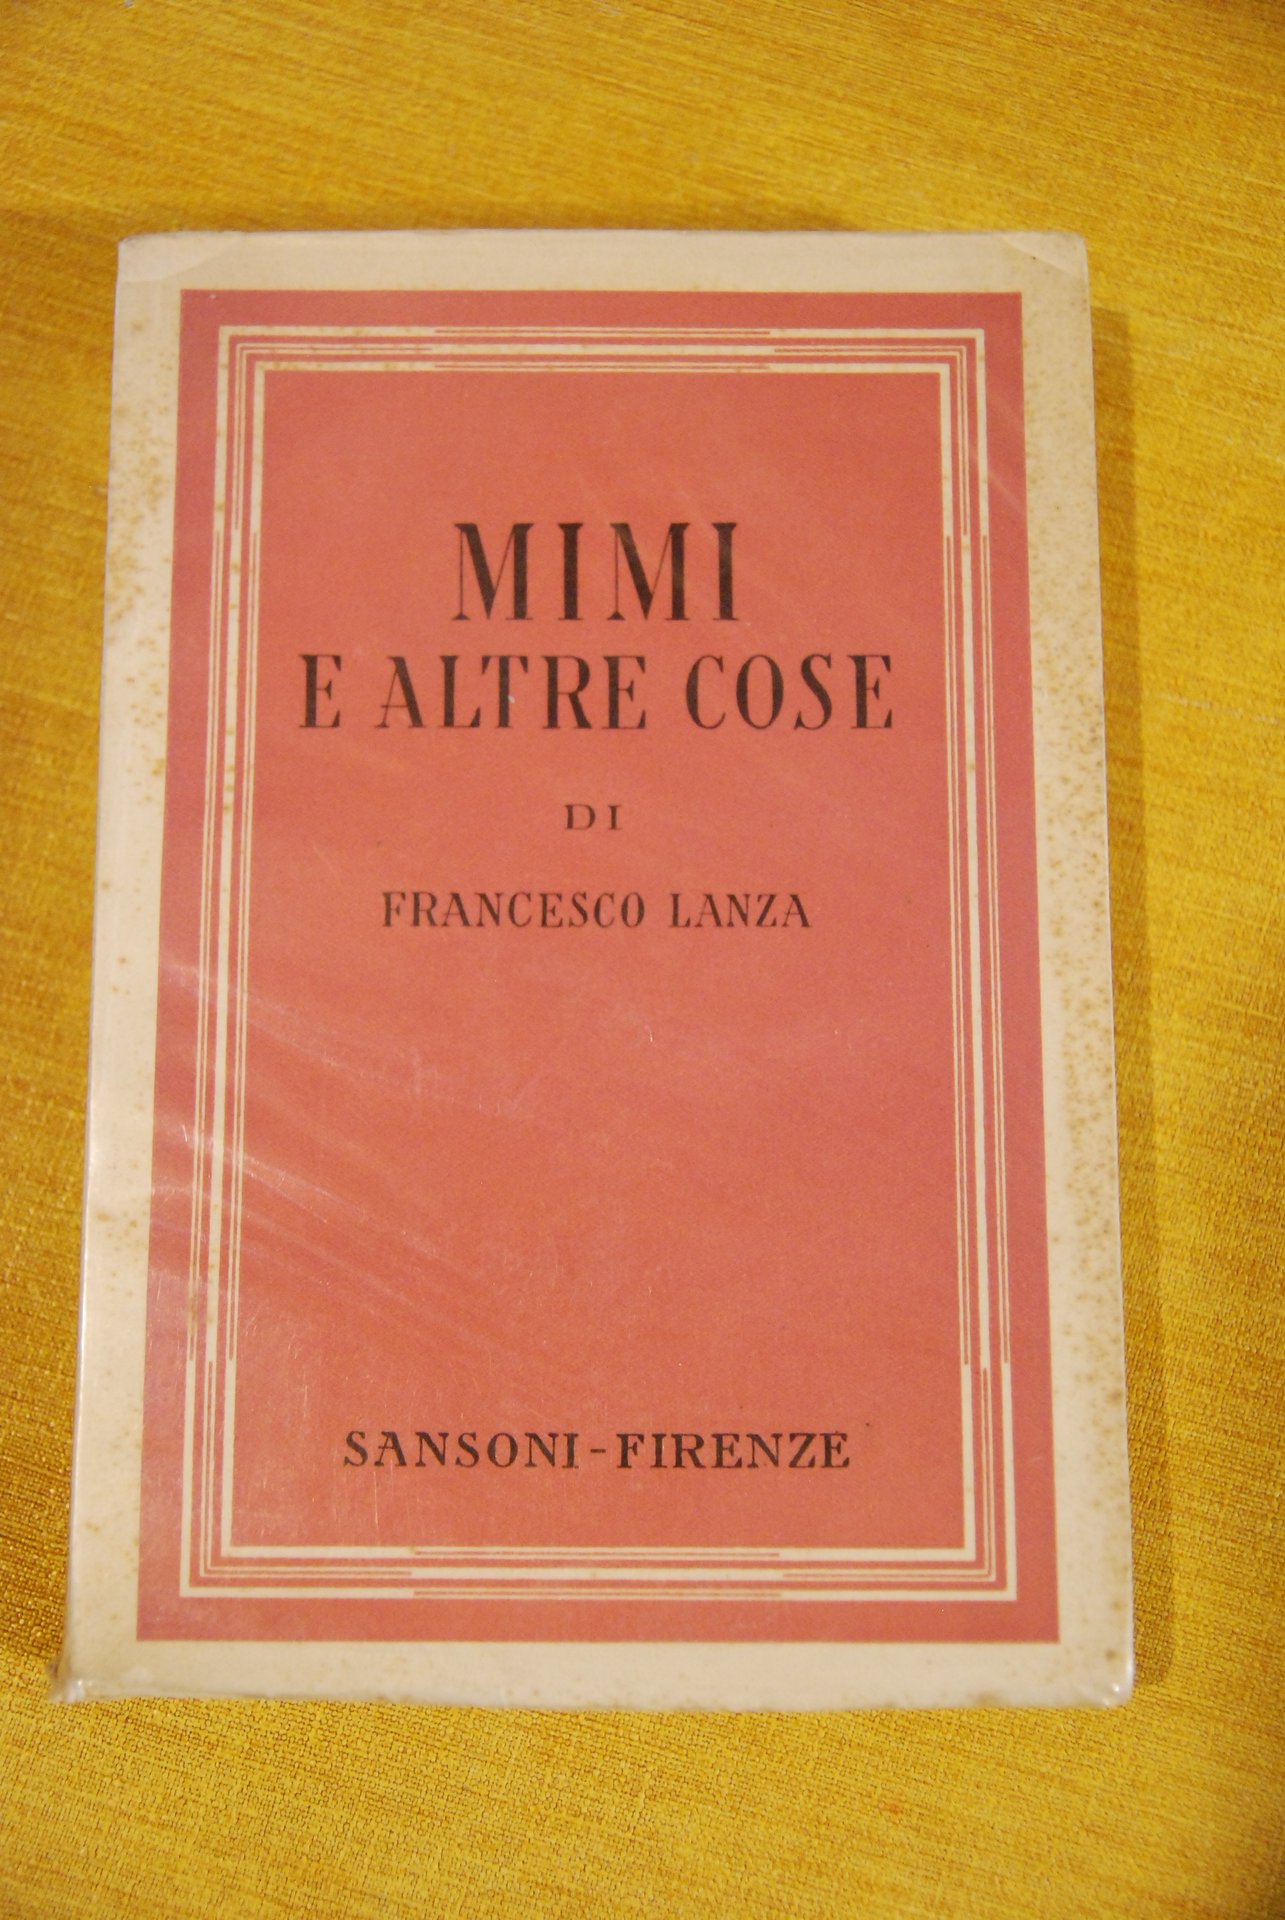 MIMI
E ALTRE COSE
DI
FRANCESCO LANZA
SANSONI-FIRENZE